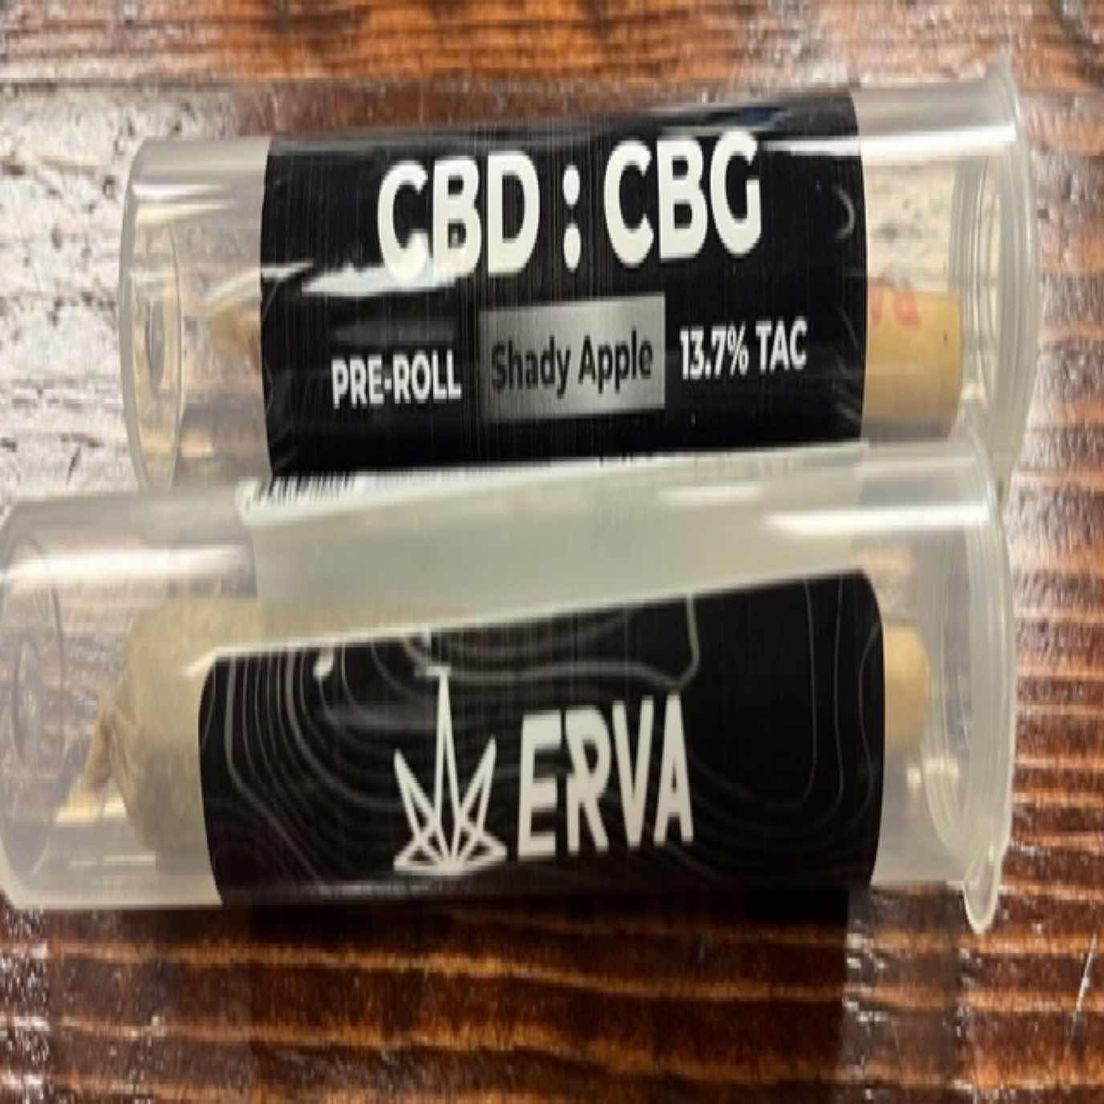 CBD : CBG
PRE-ROLL Shady Apple 13.7% TAC
ERVA